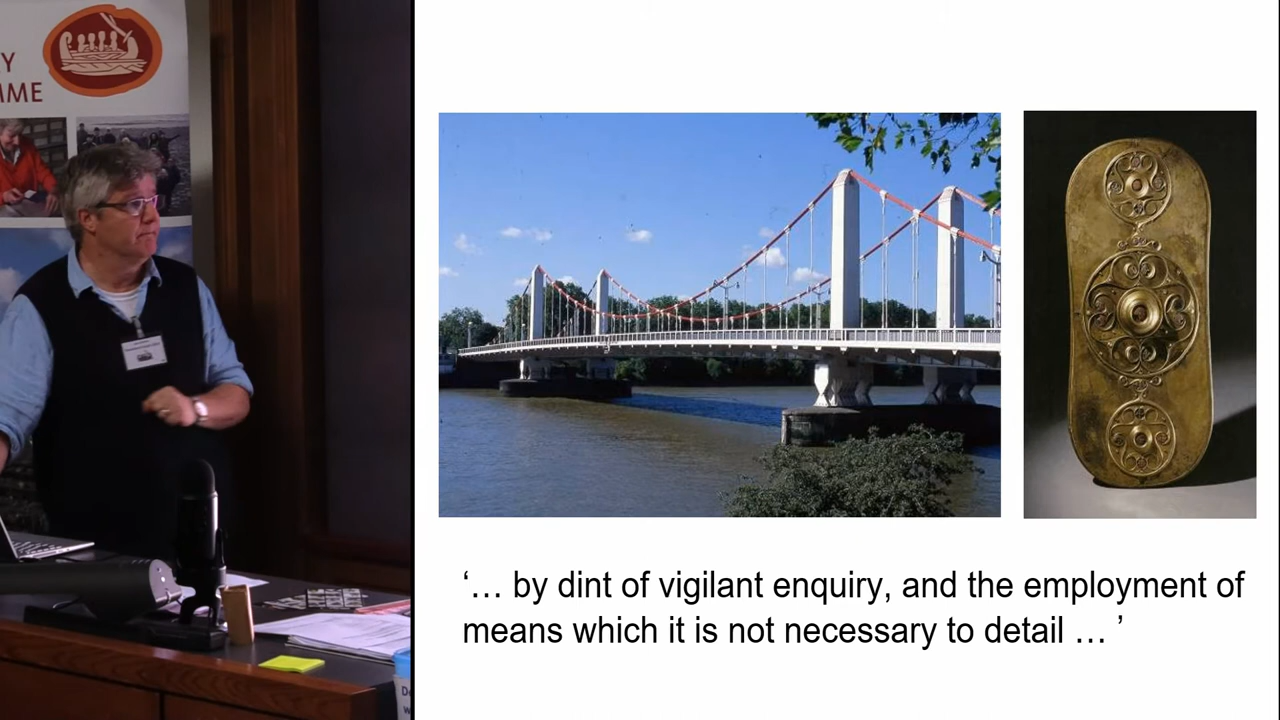 Y
MME
‘… by dint of vigilant enquiry, and the employment of
means which it is not necessary to detail … ’